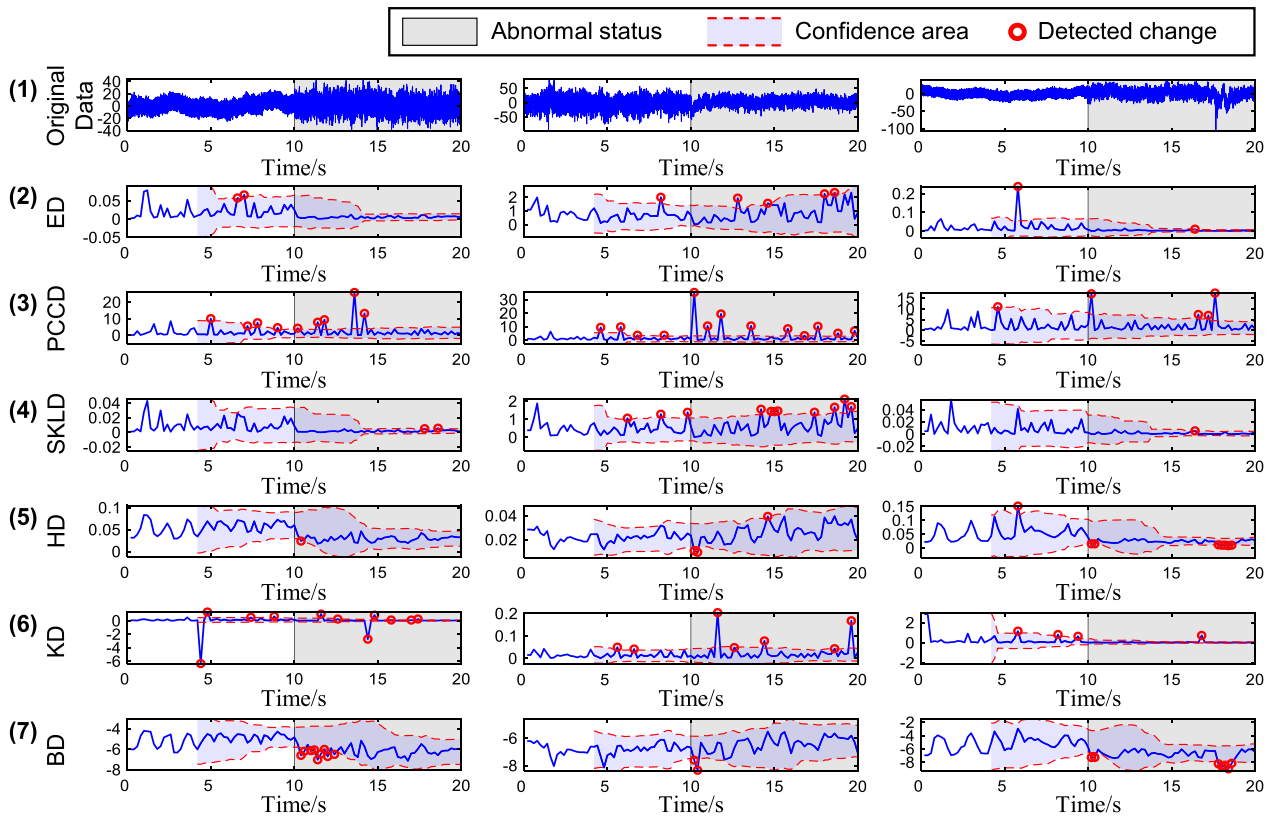 Abnormal status Confidence area Detected change
(1) Original Data
40 20 0 -20 -40
0 5 10 15 20
Time/s
50 0 -50
0 5 10 15 20
Time/s
0 -50 -100
0 5 10 15 20
Time/s
(2) ED
0.05 0 -0.05
0 5 10 15 20
Time/s
2 1 0
0 5 10 15 20
Time/s
0.2 0.1 0
0 5 10 15 20
Time/s
(3) PCCD
20 10 0
0 5 10 15 20
Time/s
30 20 10 0
0 5 10 15 20
Time/s
15 10 5 0 -5
0 5 10 15 20
Time/s
(4) SKLD
0.04 0.02 0 -0.02
0 5 10 15 20
Time/s
2 1 0
0 5 10 15 20
Time/s
0.04 0.02 0 -0.02
0 5 10 15 20
Time/s
(5) HD
0.1 0.05 0
0 5 10 15 20
Time/s
0.04 0.02
0 5 10 15 20
Time/s
0.15 0.1 0.05 0
0 5 10 15 20
Time/s
(6) KD
0 -2 -4 -6
0 5 10 15 20
Time/s
0.2 0.1 0
0 5 10 15 20
Time/s
2 0 -2
0 5 10 15 20
Time/s
(7) BD
-4 -6 -8
0 5 10 15 20
Time/s
-6 -8
0 5 10 15 20
Time/s
-2 -4 -6 -8
0 5 10 15 20
Time/s